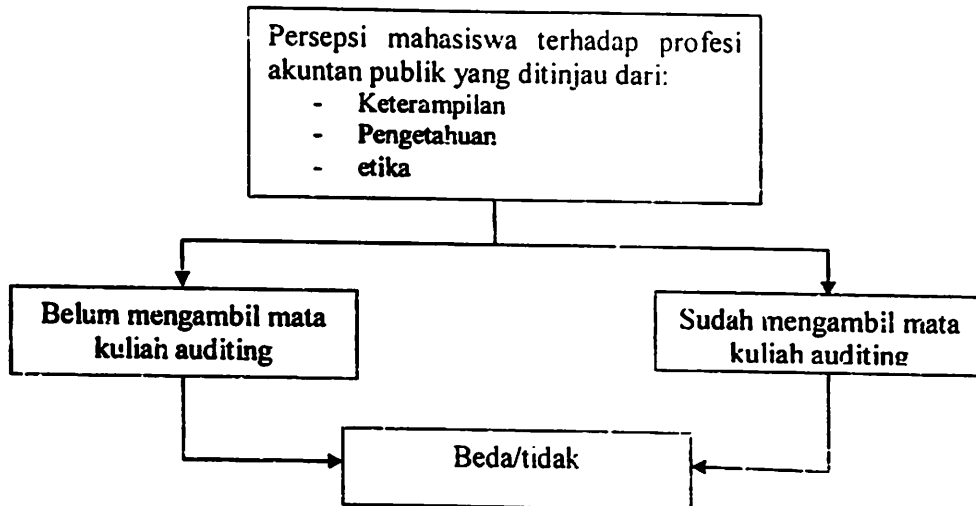 Persepsi mahasiswa terhadap profesi
akuntan publik yang ditinjau dari:
- Keterampilan
- Pengetahuan
- etika
Belum mengambil mata
kuliah auditing
Sudah mengambil mata
kuliah auditing
Beda/tidak